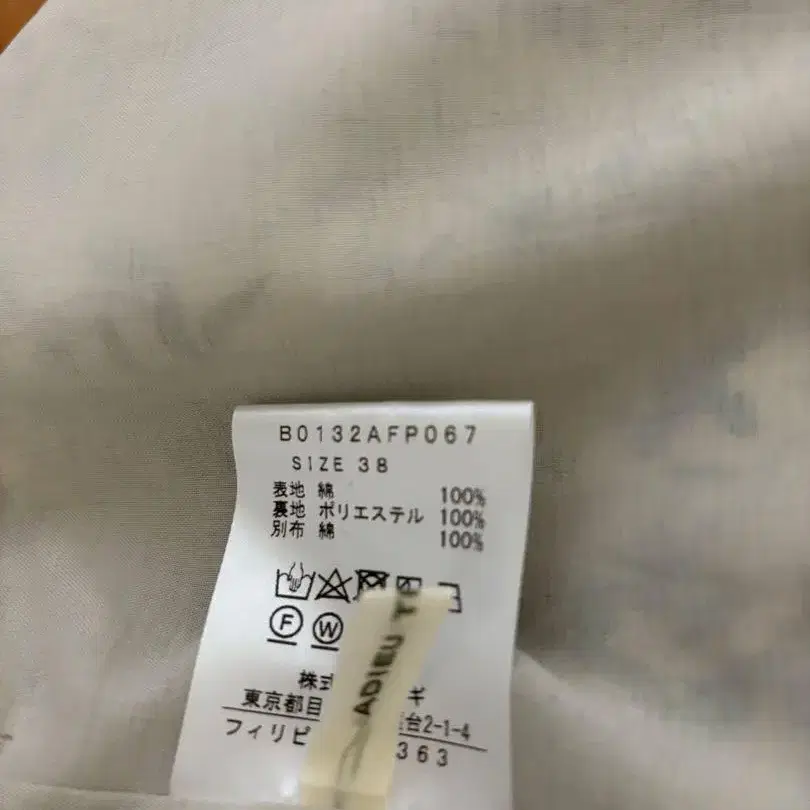 B0132AFP067
SIZE 38
表地 綿 100%
裏地 ポリエステル 100%
別布 綿 100%
F W
株式 ギ
東京都目 台2-1-4
フィリピ 363
ADIEU